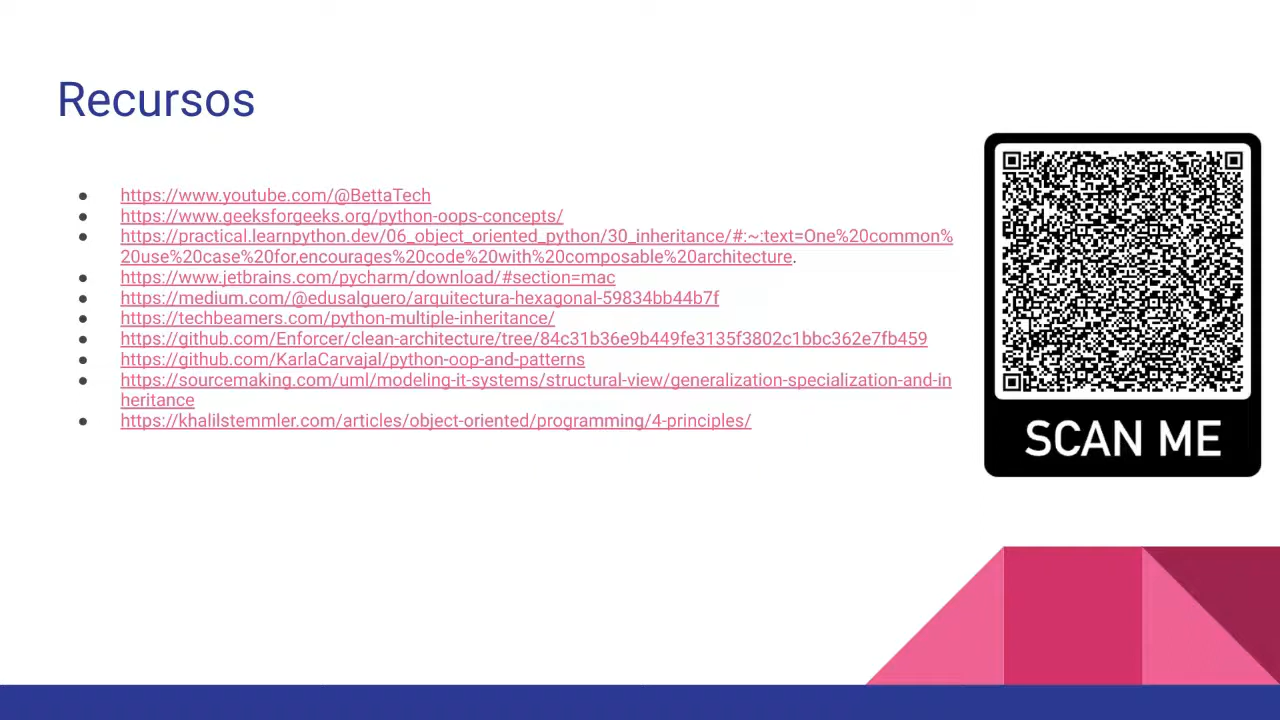 Recursos
● https://www.youtube.com/@BettaTech
● https://www.geeksforgeeks.org/python-oops-concepts/
● https://practical.learnpython.dev/06_object_oriented_python/30_inheritance/#:~:text=One%20common%
20use%20case%20for,encourages%20code%20with%20composable%20architecture.
● https://www.jetbrains.com/pycharm/download/#section=mac
● https://medium.com/@edusalguero/arquitectura-hexagonal-59834bb44b7f
● https://techbeamers.com/python-multiple-inheritance/
● https://github.com/Enforcer/clean-architecture/tree/84c31b36e9b449fe3135f3802c1bbc362e7fb459
● https://github.com/KarlaCarvajal/python-oop-and-patterns
● https://sourcemaking.com/uml/modeling-it-systems/structural-view/generalization-specialization-and-in
heritance
● https://khalilstemmler.com/articles/object-oriented/programming/4-principles/
SCAN ME